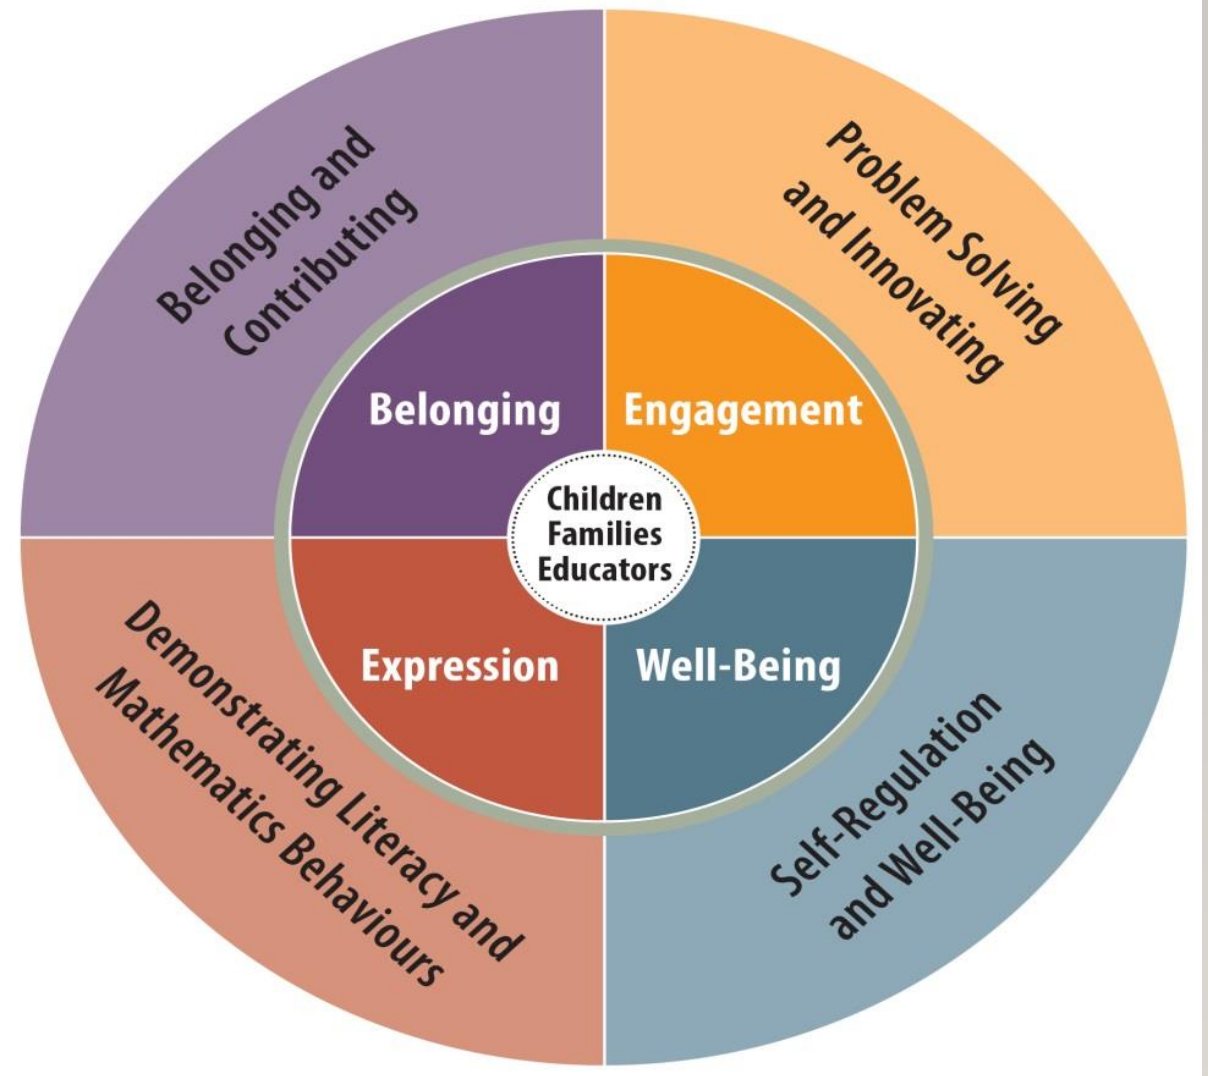 Belonging and
Contributing
Problem Solving
and Innovating
Belonging
Engagement
Children
Families
Educators
Expression
Well-Being
Demonstrating Literacy and
Mathematics Behaviours
Self-Regulation
and Well-Being